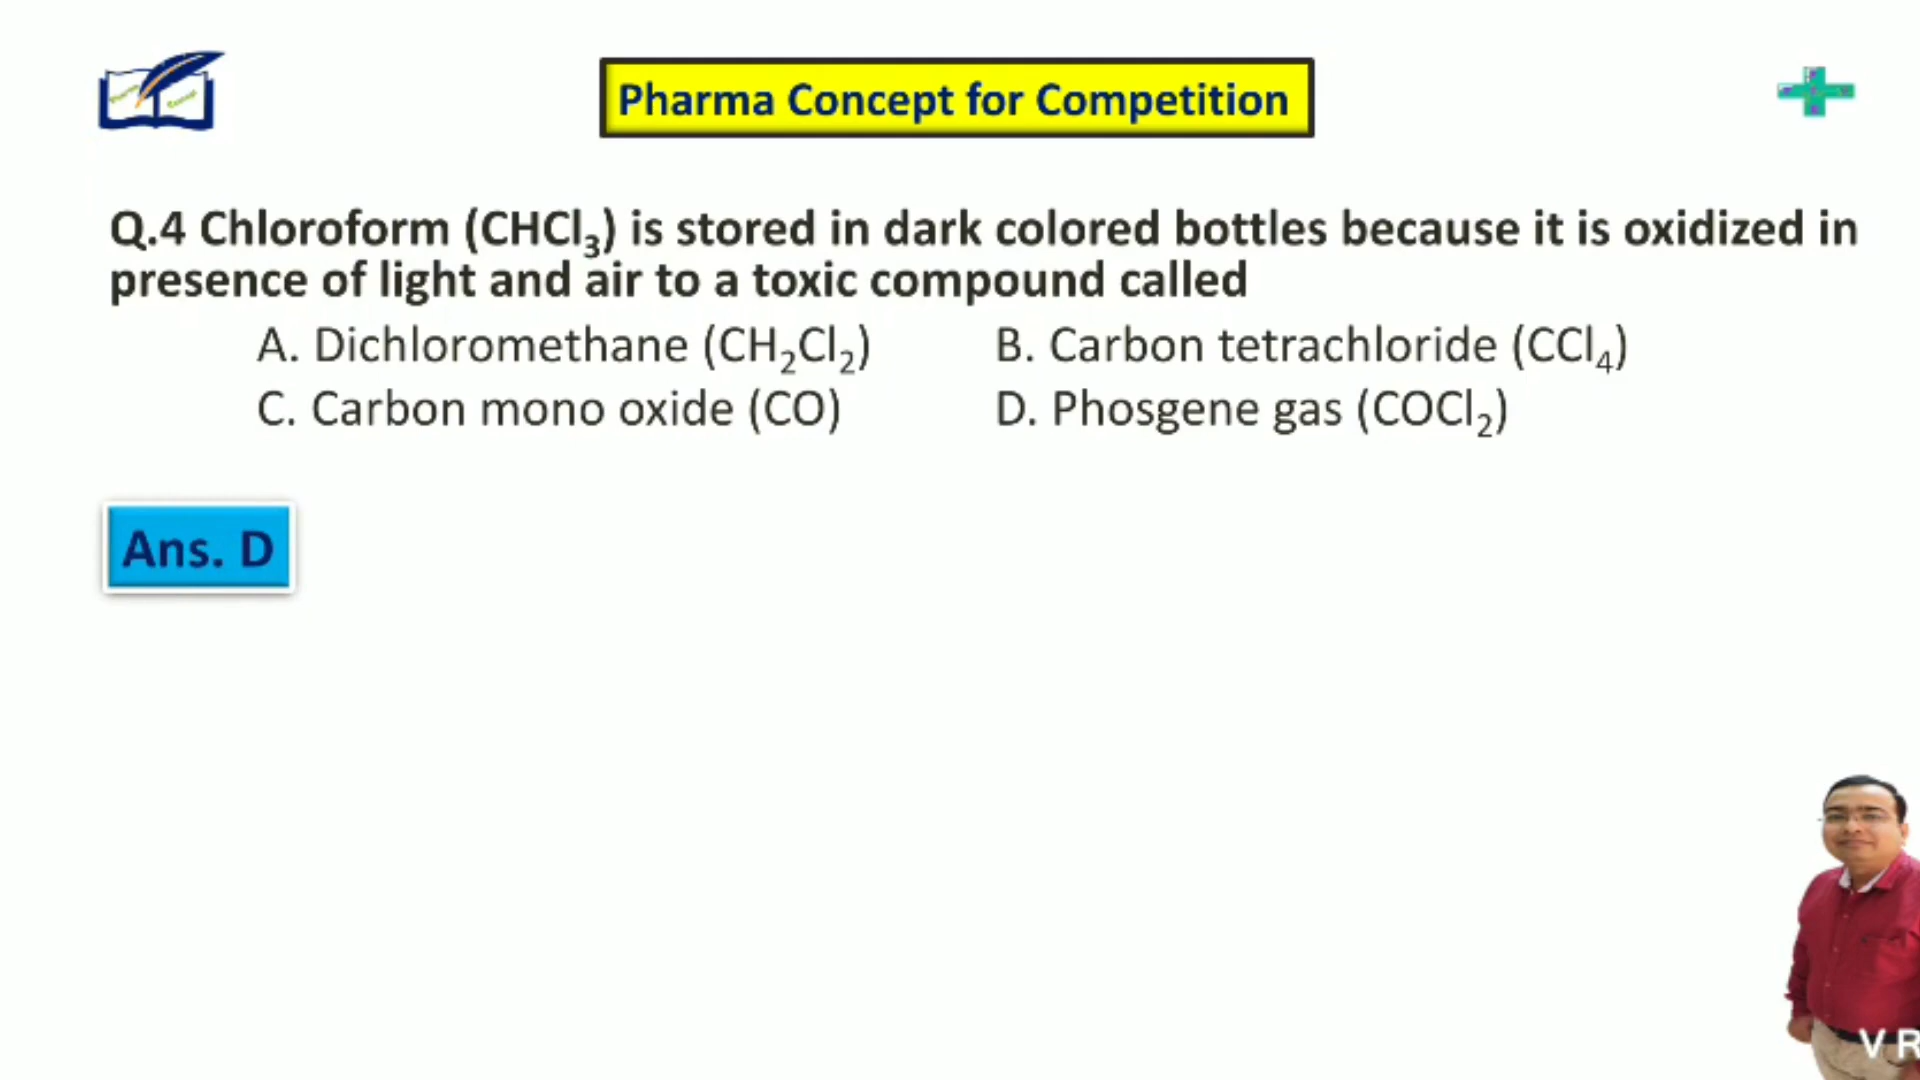 Pharma Concept for Competition
Q.4 Chloroform (CHCl₃) is stored in dark colored bottles because it is oxidized in
presence of light and air to a toxic compound called
A. Dichloromethane (CH₂Cl₂) B. Carbon tetrachloride (CCl₄)
C. Carbon mono oxide (CO) D. Phosgene gas (COCl₂)
Ans. D
V R